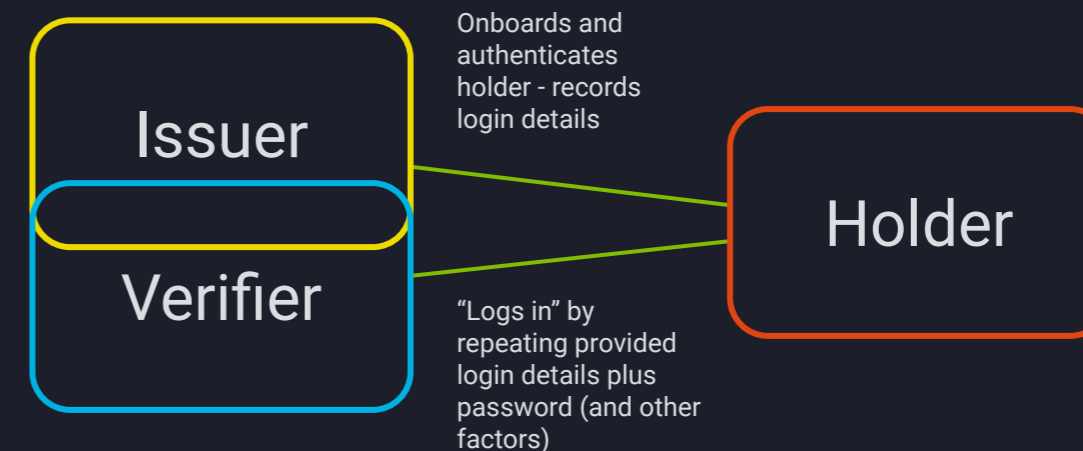 Onboards and
authenticates
holder - records
login details
Issuer
Holder
Verifier
“Logs in” by
repeating provided
login details plus
password (and other
factors)